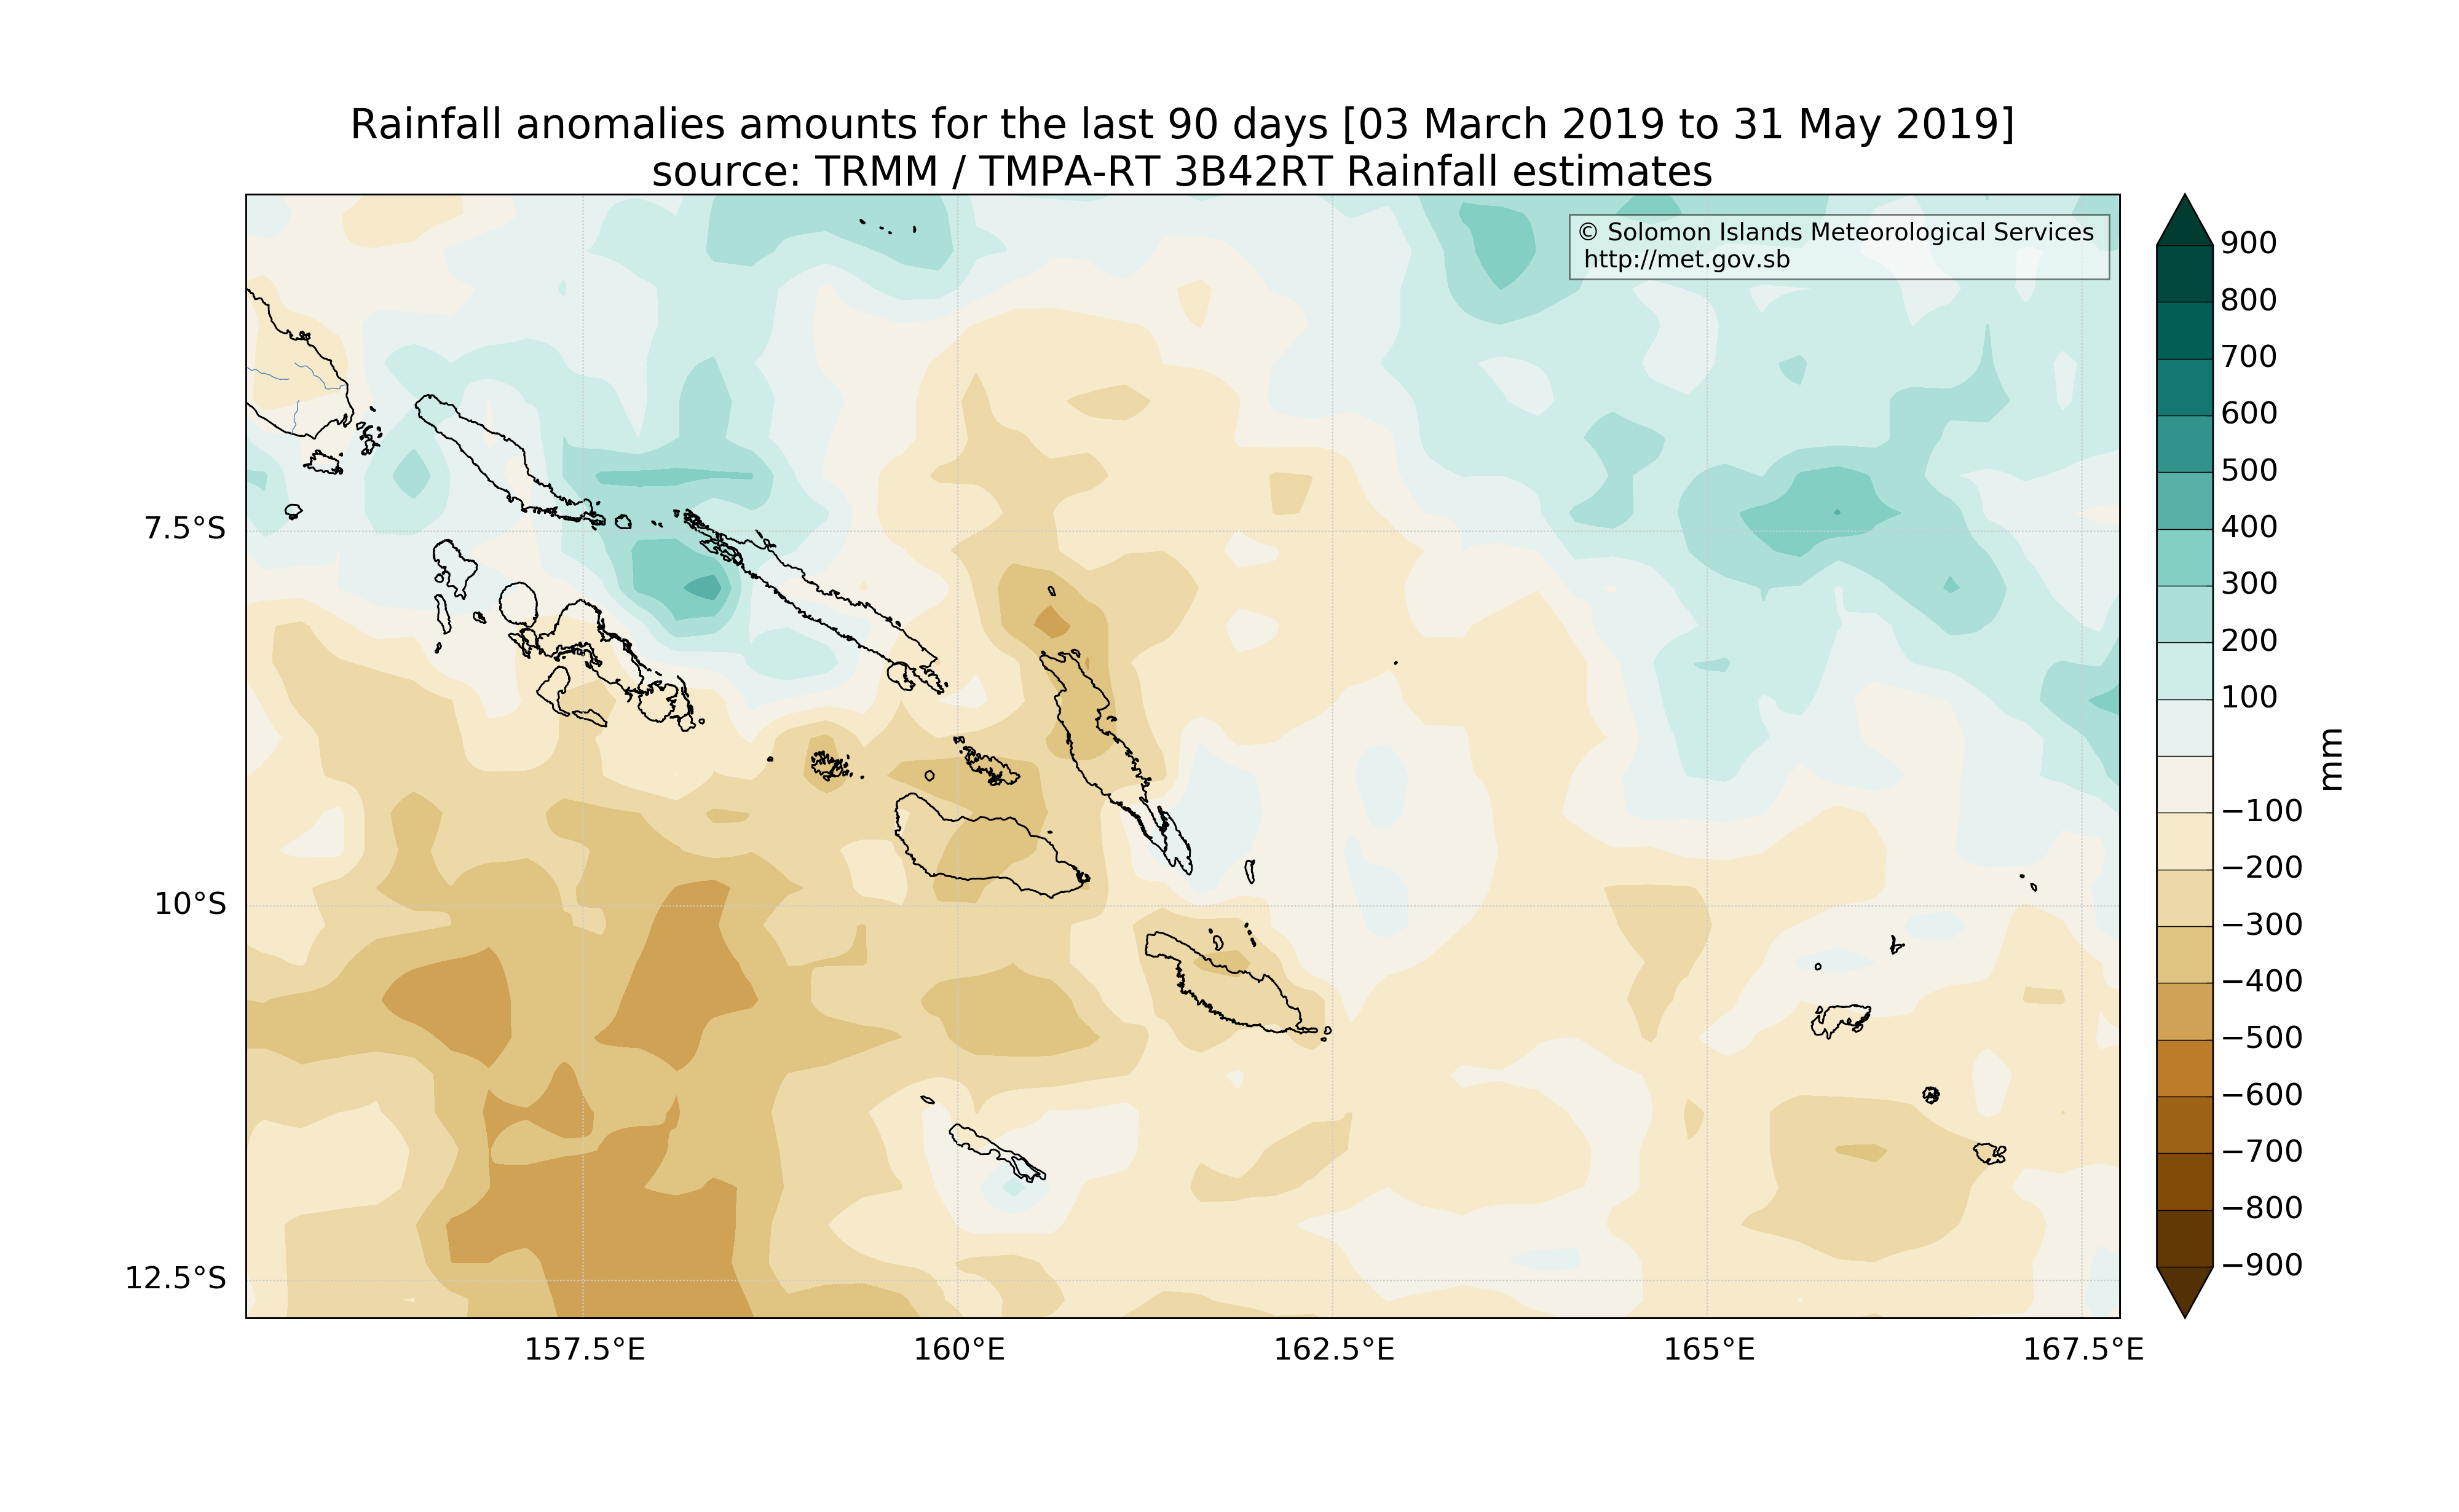 Rainfall anomalies amounts for the last 90 days [03 March 2019 to 31 May 2019]
source: TRMM / TMPA-RT 3B42RT Rainfall estimates
© Solomon Islands Meteorological Services
http://met.gov.sb
7.5°S
10°S
12.5°S
157.5°E
160°E
162.5°E
165°E
167.5°E
900
800
700
600
500
400
300
200
100
−100
−200
−300
−400
−500
−600
−700
−800
−900
mm